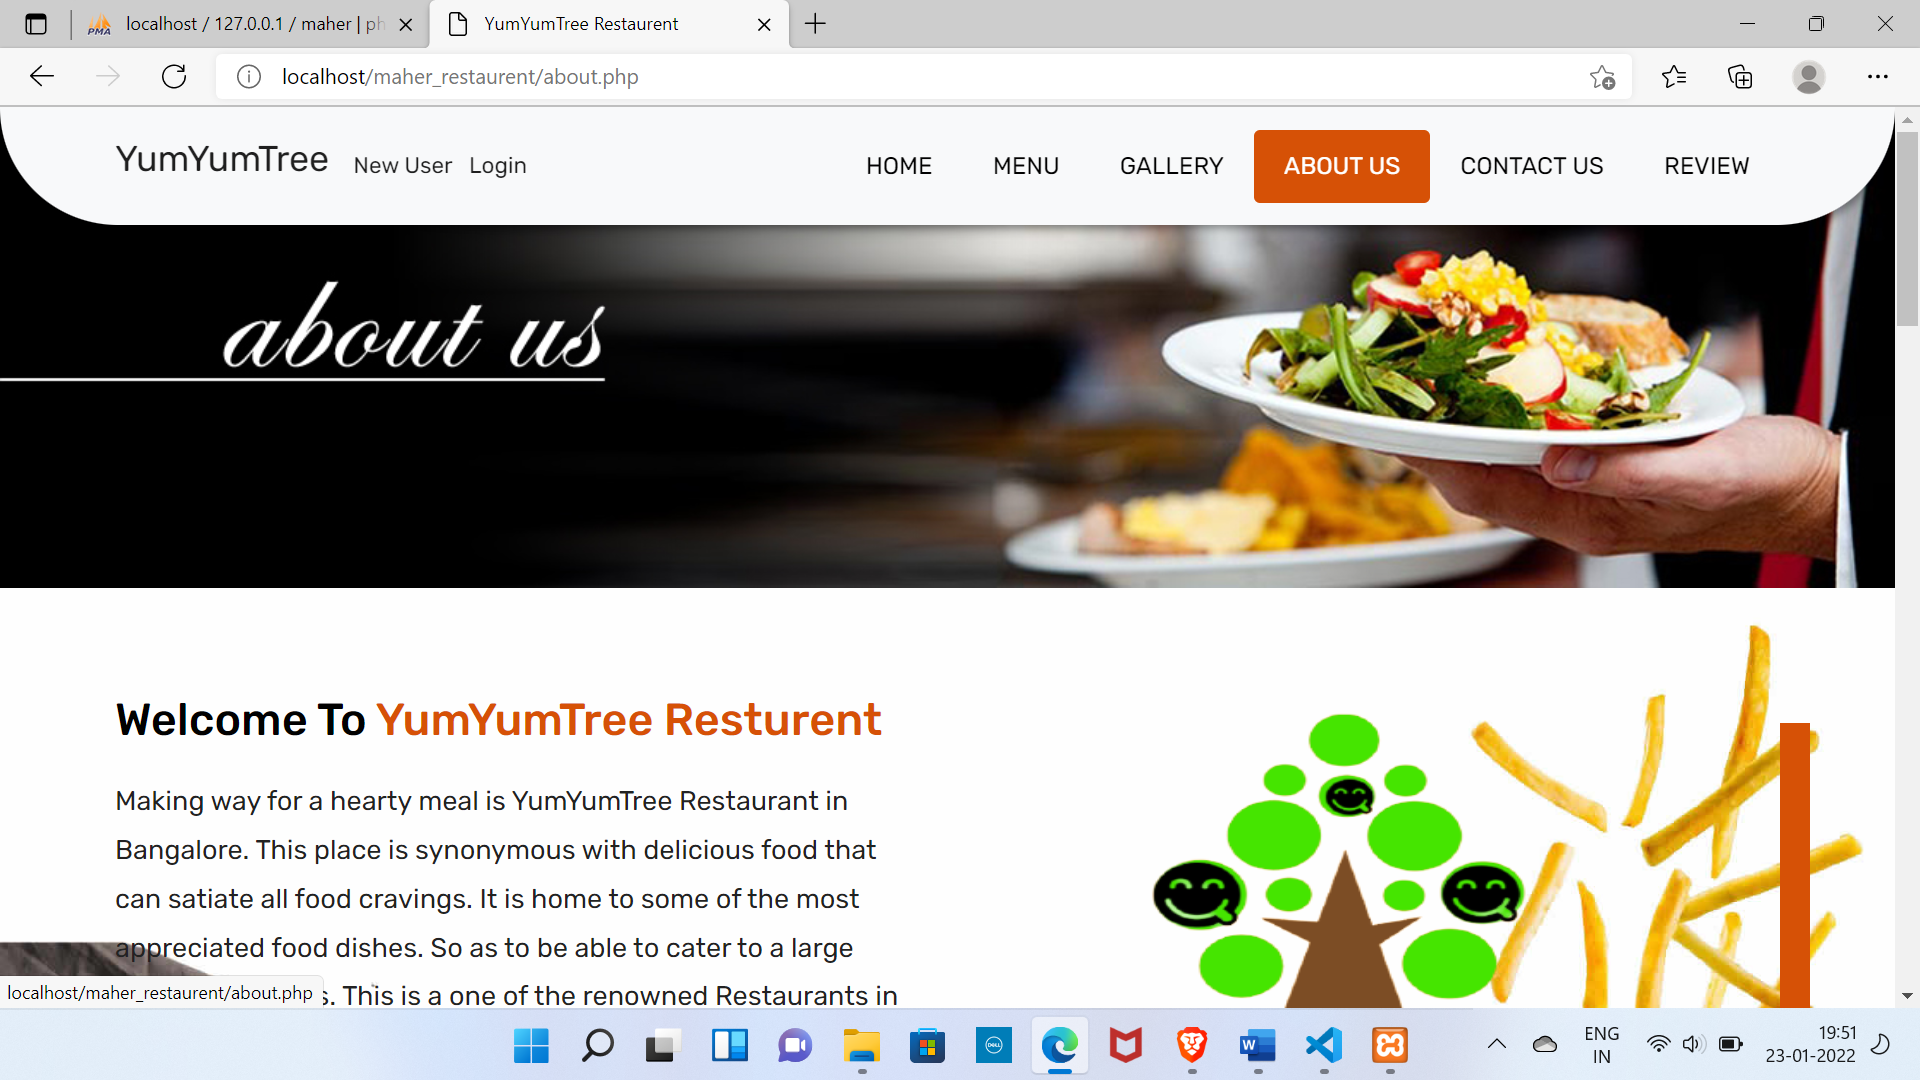 localhost / 127.0.0.1 / maher | ph
YumYumTree Restaurent
localhost/maher_restaurent/about.php
YumYumTree
New User
Login
HOME
MENU
GALLERY
ABOUT US
CONTACT US
REVIEW
about us
Welcome To YumYumTree Resturent
Making way for a hearty meal is YumYumTree Restaurant in
Bangalore. This place is synonymous with delicious food that
can satiate all food cravings. It is home to some of the most
appreciated food dishes. So as to be able to cater to a large
s. This is a one of the renowned Restaurants in
localhost/maher_restaurent/about.php
ENG
IN
19:51
23-01-2022